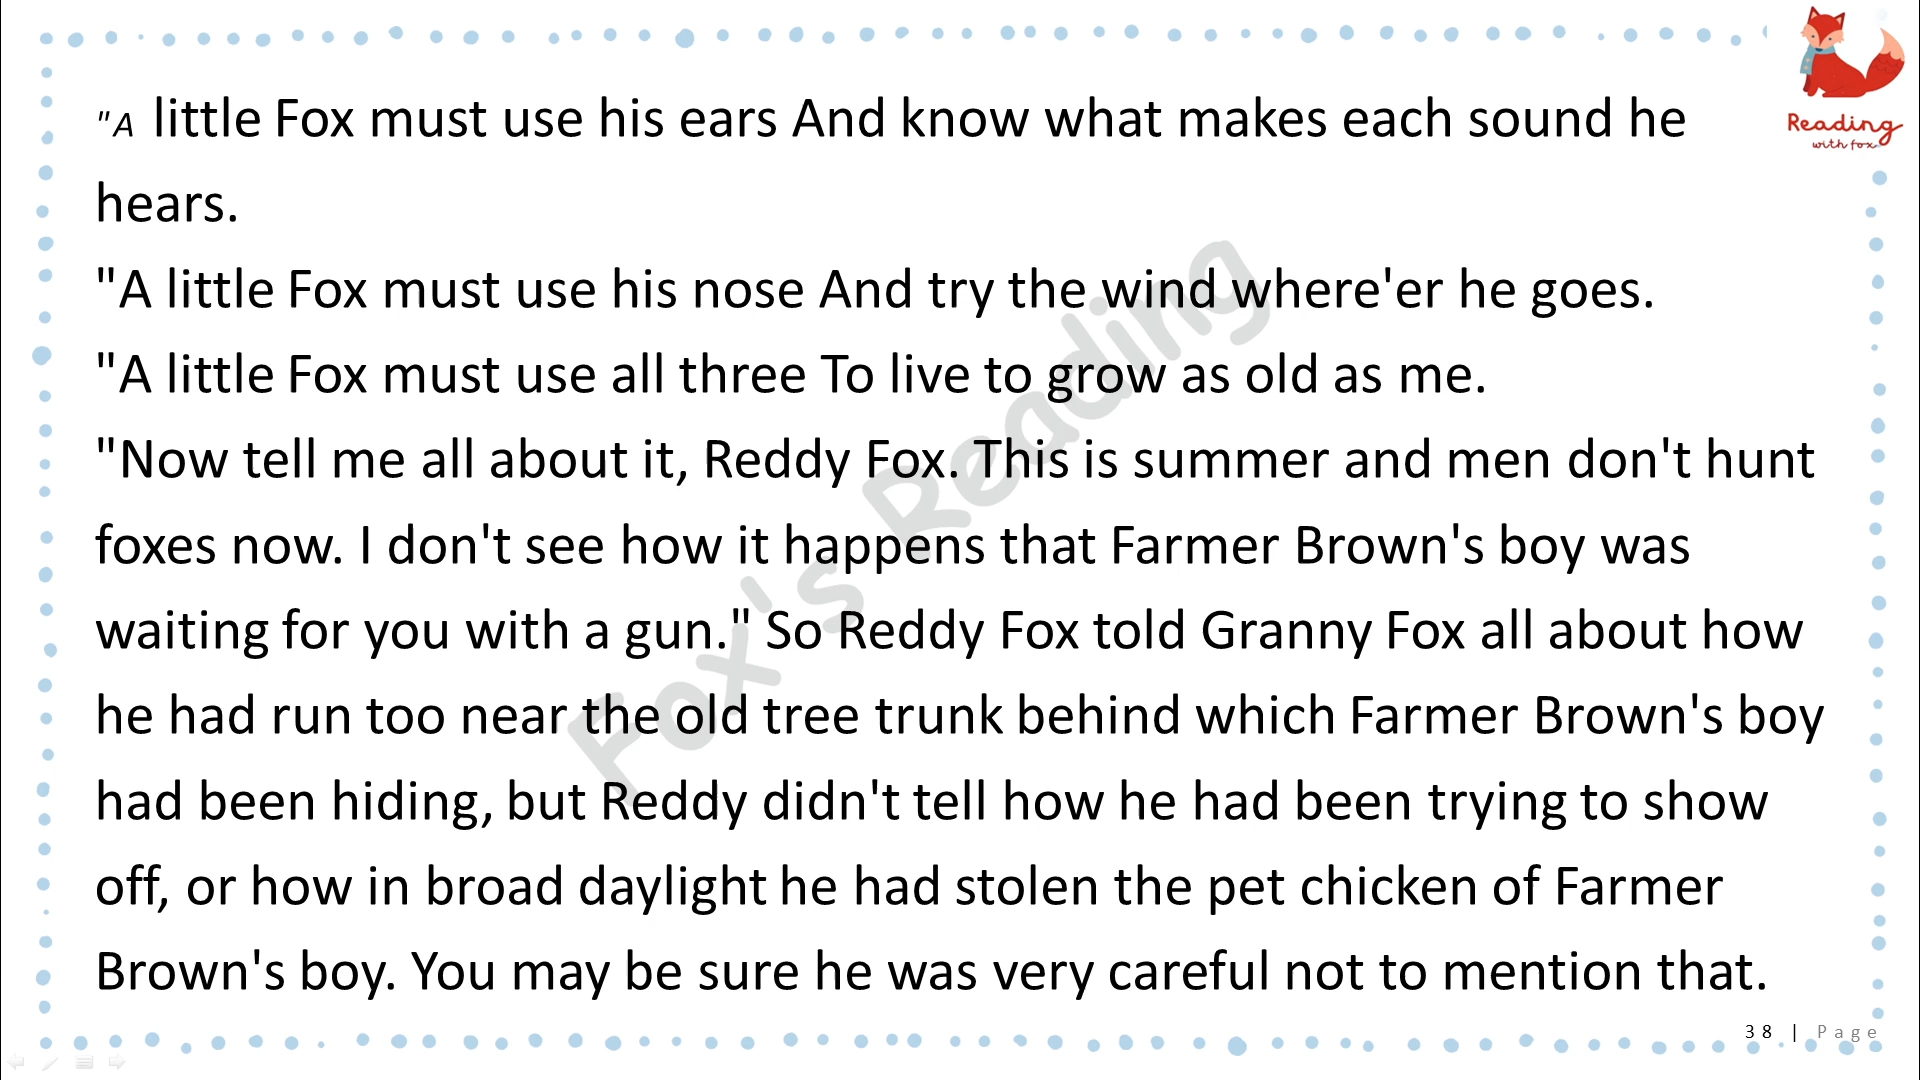 Reading
with fox
"A little Fox must use his ears And know what makes each sound he
hears.
"A little Fox must use his nose And try the wind where'er he goes.
"A little Fox must use all three To live to grow as old as me.
"Now tell me all about it, Reddy Fox. This is summer and men don't hunt
foxes now. I don't see how it happens that Farmer Brown's boy was
waiting for you with a gun." So Reddy Fox told Granny Fox all about how
he had run too near the old tree trunk behind which Farmer Brown's boy
had been hiding, but Reddy didn't tell how he had been trying to show
off, or how in broad daylight he had stolen the pet chicken of Farmer
Brown's boy. You may be sure he was very careful not to mention that.
Fox's Reading
38 | Page